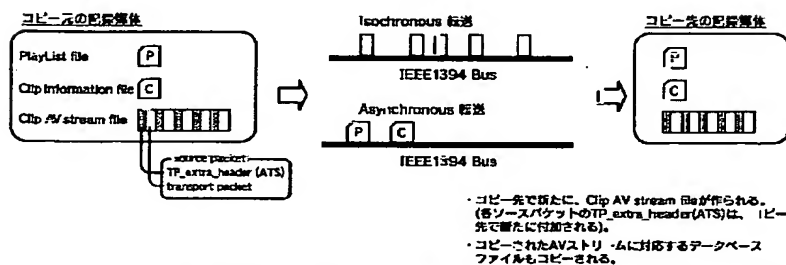 コピー元の記録媒体
PlayList file
P
Clip Information file
C
Clip AV stream file
source packet
TP_extra_header (ATS)
transport packet
Isochronous 転送
IEEE1394 Bus
Asynchronous 転送
P C
IEEE1394 Bus
コピー先の記録媒体
P
C
・コピー先で新たに、Clip AV stream fileが作られる。
(各ソースパケットのTP_extra_header(ATS)は、コピー
先で新たに付加される)。
・コピーされたAVストリームに対応するデータベース
ファイルもコピーされる。